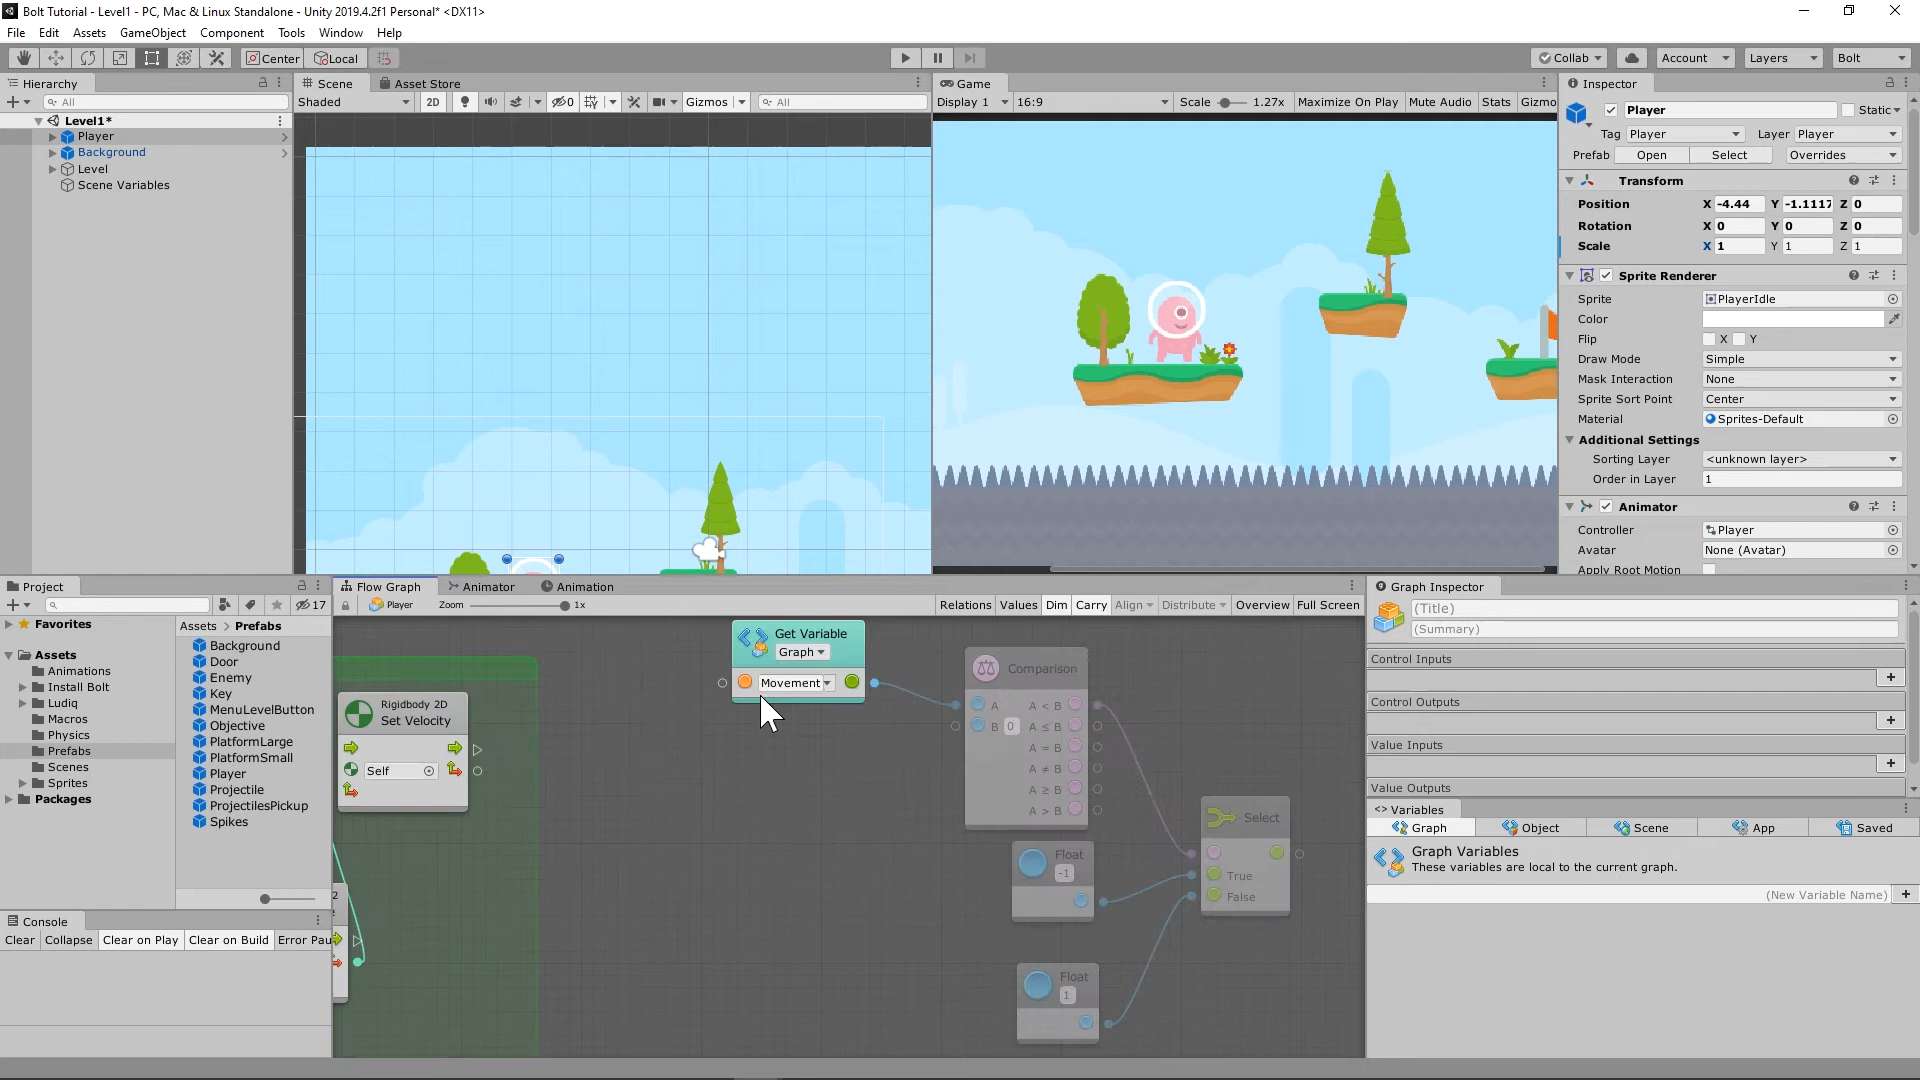 Bolt Tutorial - Level1 - PC, Mac & Linux Standalone - Unity 2019.4.2f1 Personal* <DX11>
File Edit Assets GameObject Component Tools Window Help
Center Local Collab Account Layers Bolt
Hierarchy
All
Level1*
Player
Background
Level
Scene Variables
Scene Asset Store
Shaded 2D 0 Gizmos All
Game
Display 1 16:9 Scale 1.27x Maximize On Play Mute Audio Stats Gizmo
Inspector
Player Static
Tag Player Layer Player
Prefab Open Select Overrides
Transform
Position X -4.44 Y -1.1117 Z 0
Rotation X 0 Y 0 Z 0
Scale X 1 Y 1 Z 1
Sprite Renderer
Sprite PlayerIdle
Color
Flip X Y
Draw Mode Simple
Mask Interaction None
Sprite Sort Point Center
Material Sprites-Default
Additional Settings
Sorting Layer <unknown layer>
Order in Layer 1
Animator
Controller Player
Avatar None (Avatar)
Apply Root Motion
Project
17
Favorites
Assets
Animations
Install Bolt
Ludiq
Macros
Physics
Prefabs
Scenes
Sprites
Packages
Assets > Prefabs
Background
Door
Enemy
Key
MenuLevelButton
Objective
PlatformLarge
PlatformSmall
Player
Projectile
ProjectilesPickup
Spikes
Console
Clear Collapse Clear on Play Clear on Build Error Pau
Flow Graph Animator Animation
Player Zoom 1x Relations Values Dim Carry Align Distribute Overview Full Screen
Rigidbody 2D
Set Velocity
Self
Get Variable
Graph
Movement
Comparison
A A < B
B 0 A ≤ B
A = B
A ≠ B
A ≥ B
A > B
Float
-1
Float
1
Select
True
False
Graph Inspector
(Title)
(Summary)
Control Inputs
Control Outputs
Value Inputs
Value Outputs
<> Variables
Graph Object Scene App Saved
Graph Variables
These variables are local to the current graph.
(New Variable Name)